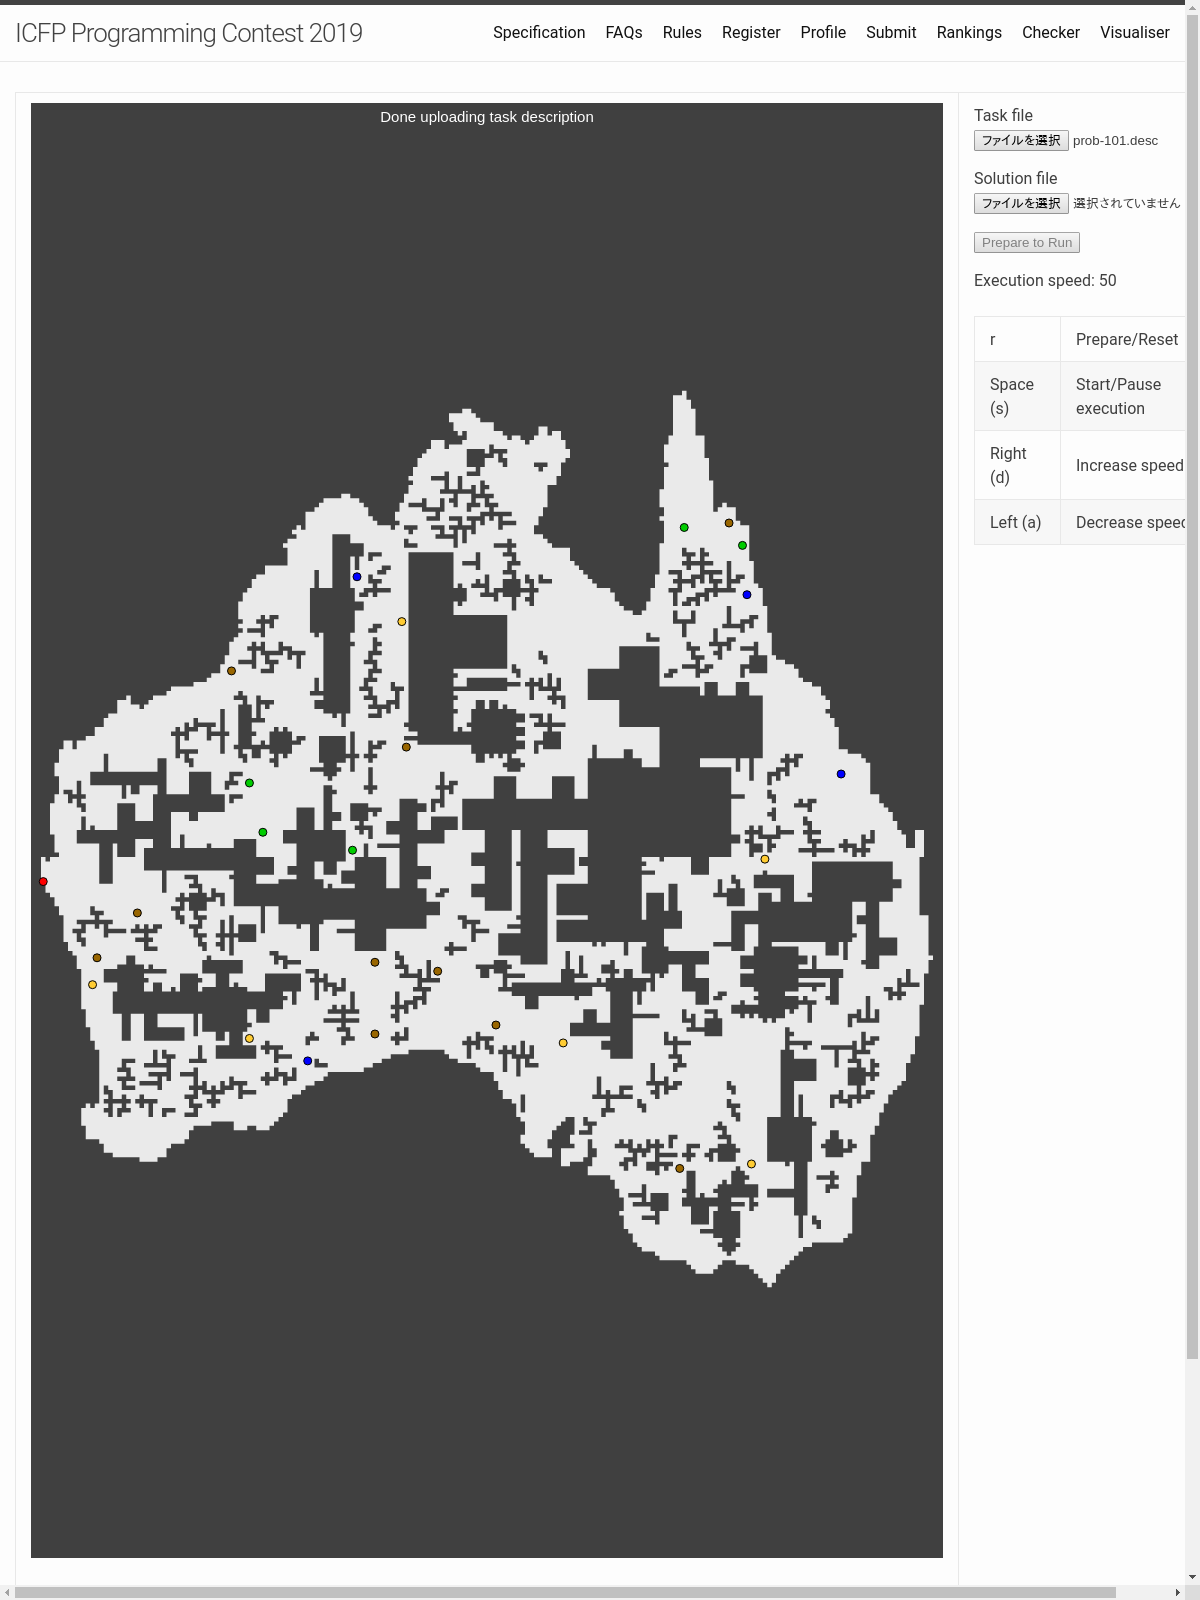 ICFP Programming Contest 2019
Specification FAQs Rules Register Profile Submit Rankings Checker Visualiser
Done uploading task description
Task file
ファイルを選択 prob-101.desc
Solution file
ファイルを選択 選択されていません
Prepare to Run
Execution speed: 50
r Prepare/Reset
Space (s) Start/Pause execution
Right (d) Increase speed
Left (a) Decrease speed